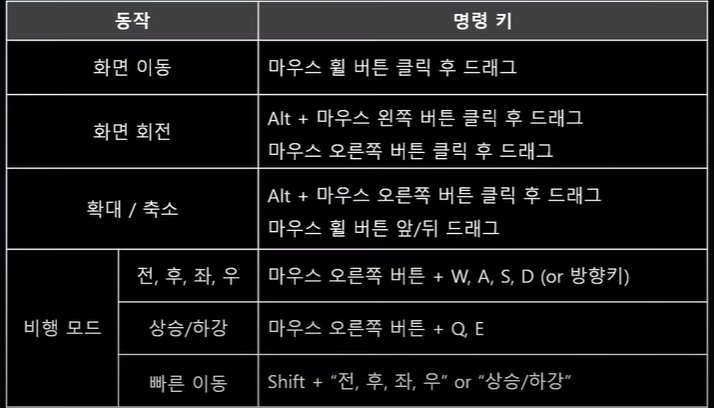 동작 명령 키
화면 이동 마우스 휠 버튼 클릭 후 드래그
화면 회전 Alt + 마우스 왼쪽 버튼 클릭 후 드래그
마우스 오른쪽 버튼 클릭 후 드래그
확대 / 축소 Alt + 마우스 오른쪽 버튼 클릭 후 드래그
마우스 휠 버튼 앞/뒤 드래그
비행 모드 전, 후, 좌, 우 마우스 오른쪽 버튼 + W, A, S, D (or 방향키)
상승/하강 마우스 오른쪽 버튼 + Q, E
빠른 이동 Shift + “전, 후, 좌, 우” or “상승/하강”